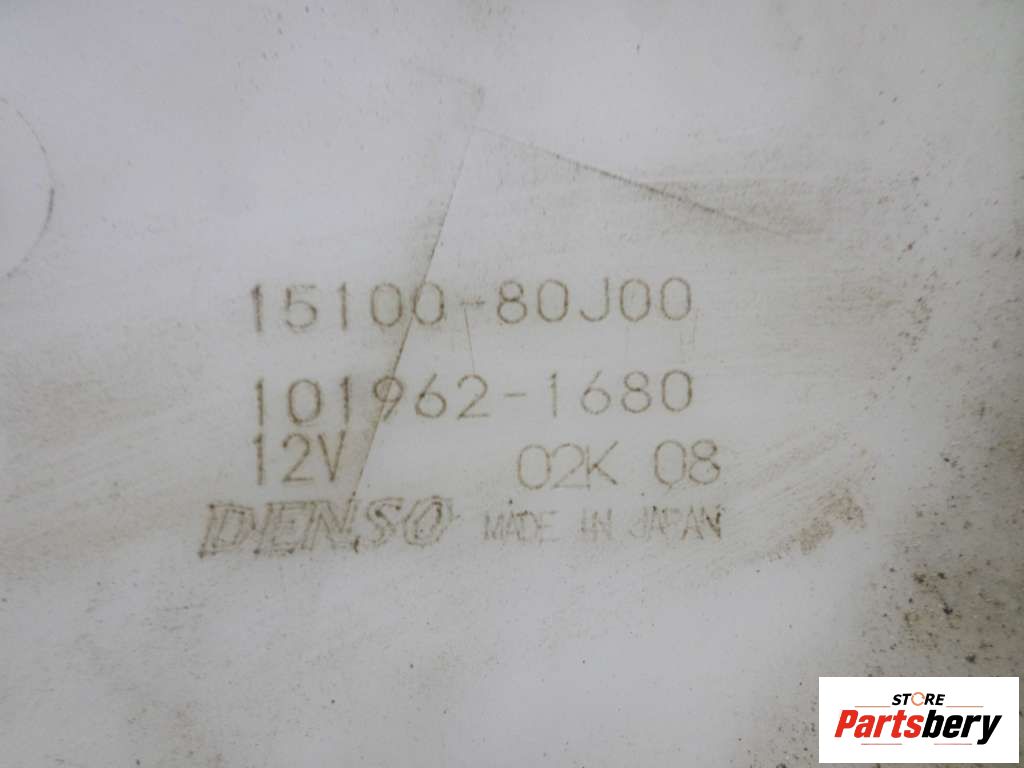 15100-80J00
101962-1680
12V 02K 08
DENSO MADE IN JAPAN
STORE
Partsbery